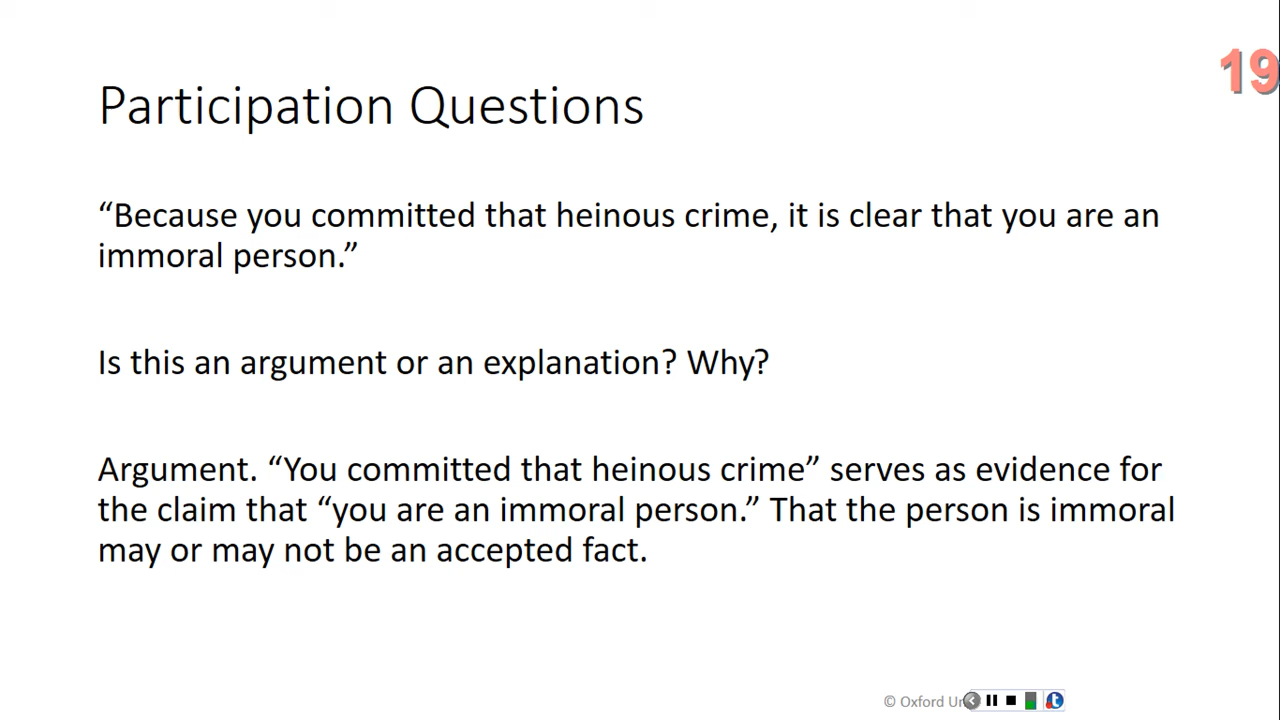 19
Participation Questions
“Because you committed that heinous crime, it is clear that you are an
immoral person.”
Is this an argument or an explanation? Why?
Argument. “You committed that heinous crime” serves as evidence for
the claim that “you are an immoral person.” That the person is immoral
may or may not be an accepted fact.
© Oxford
t